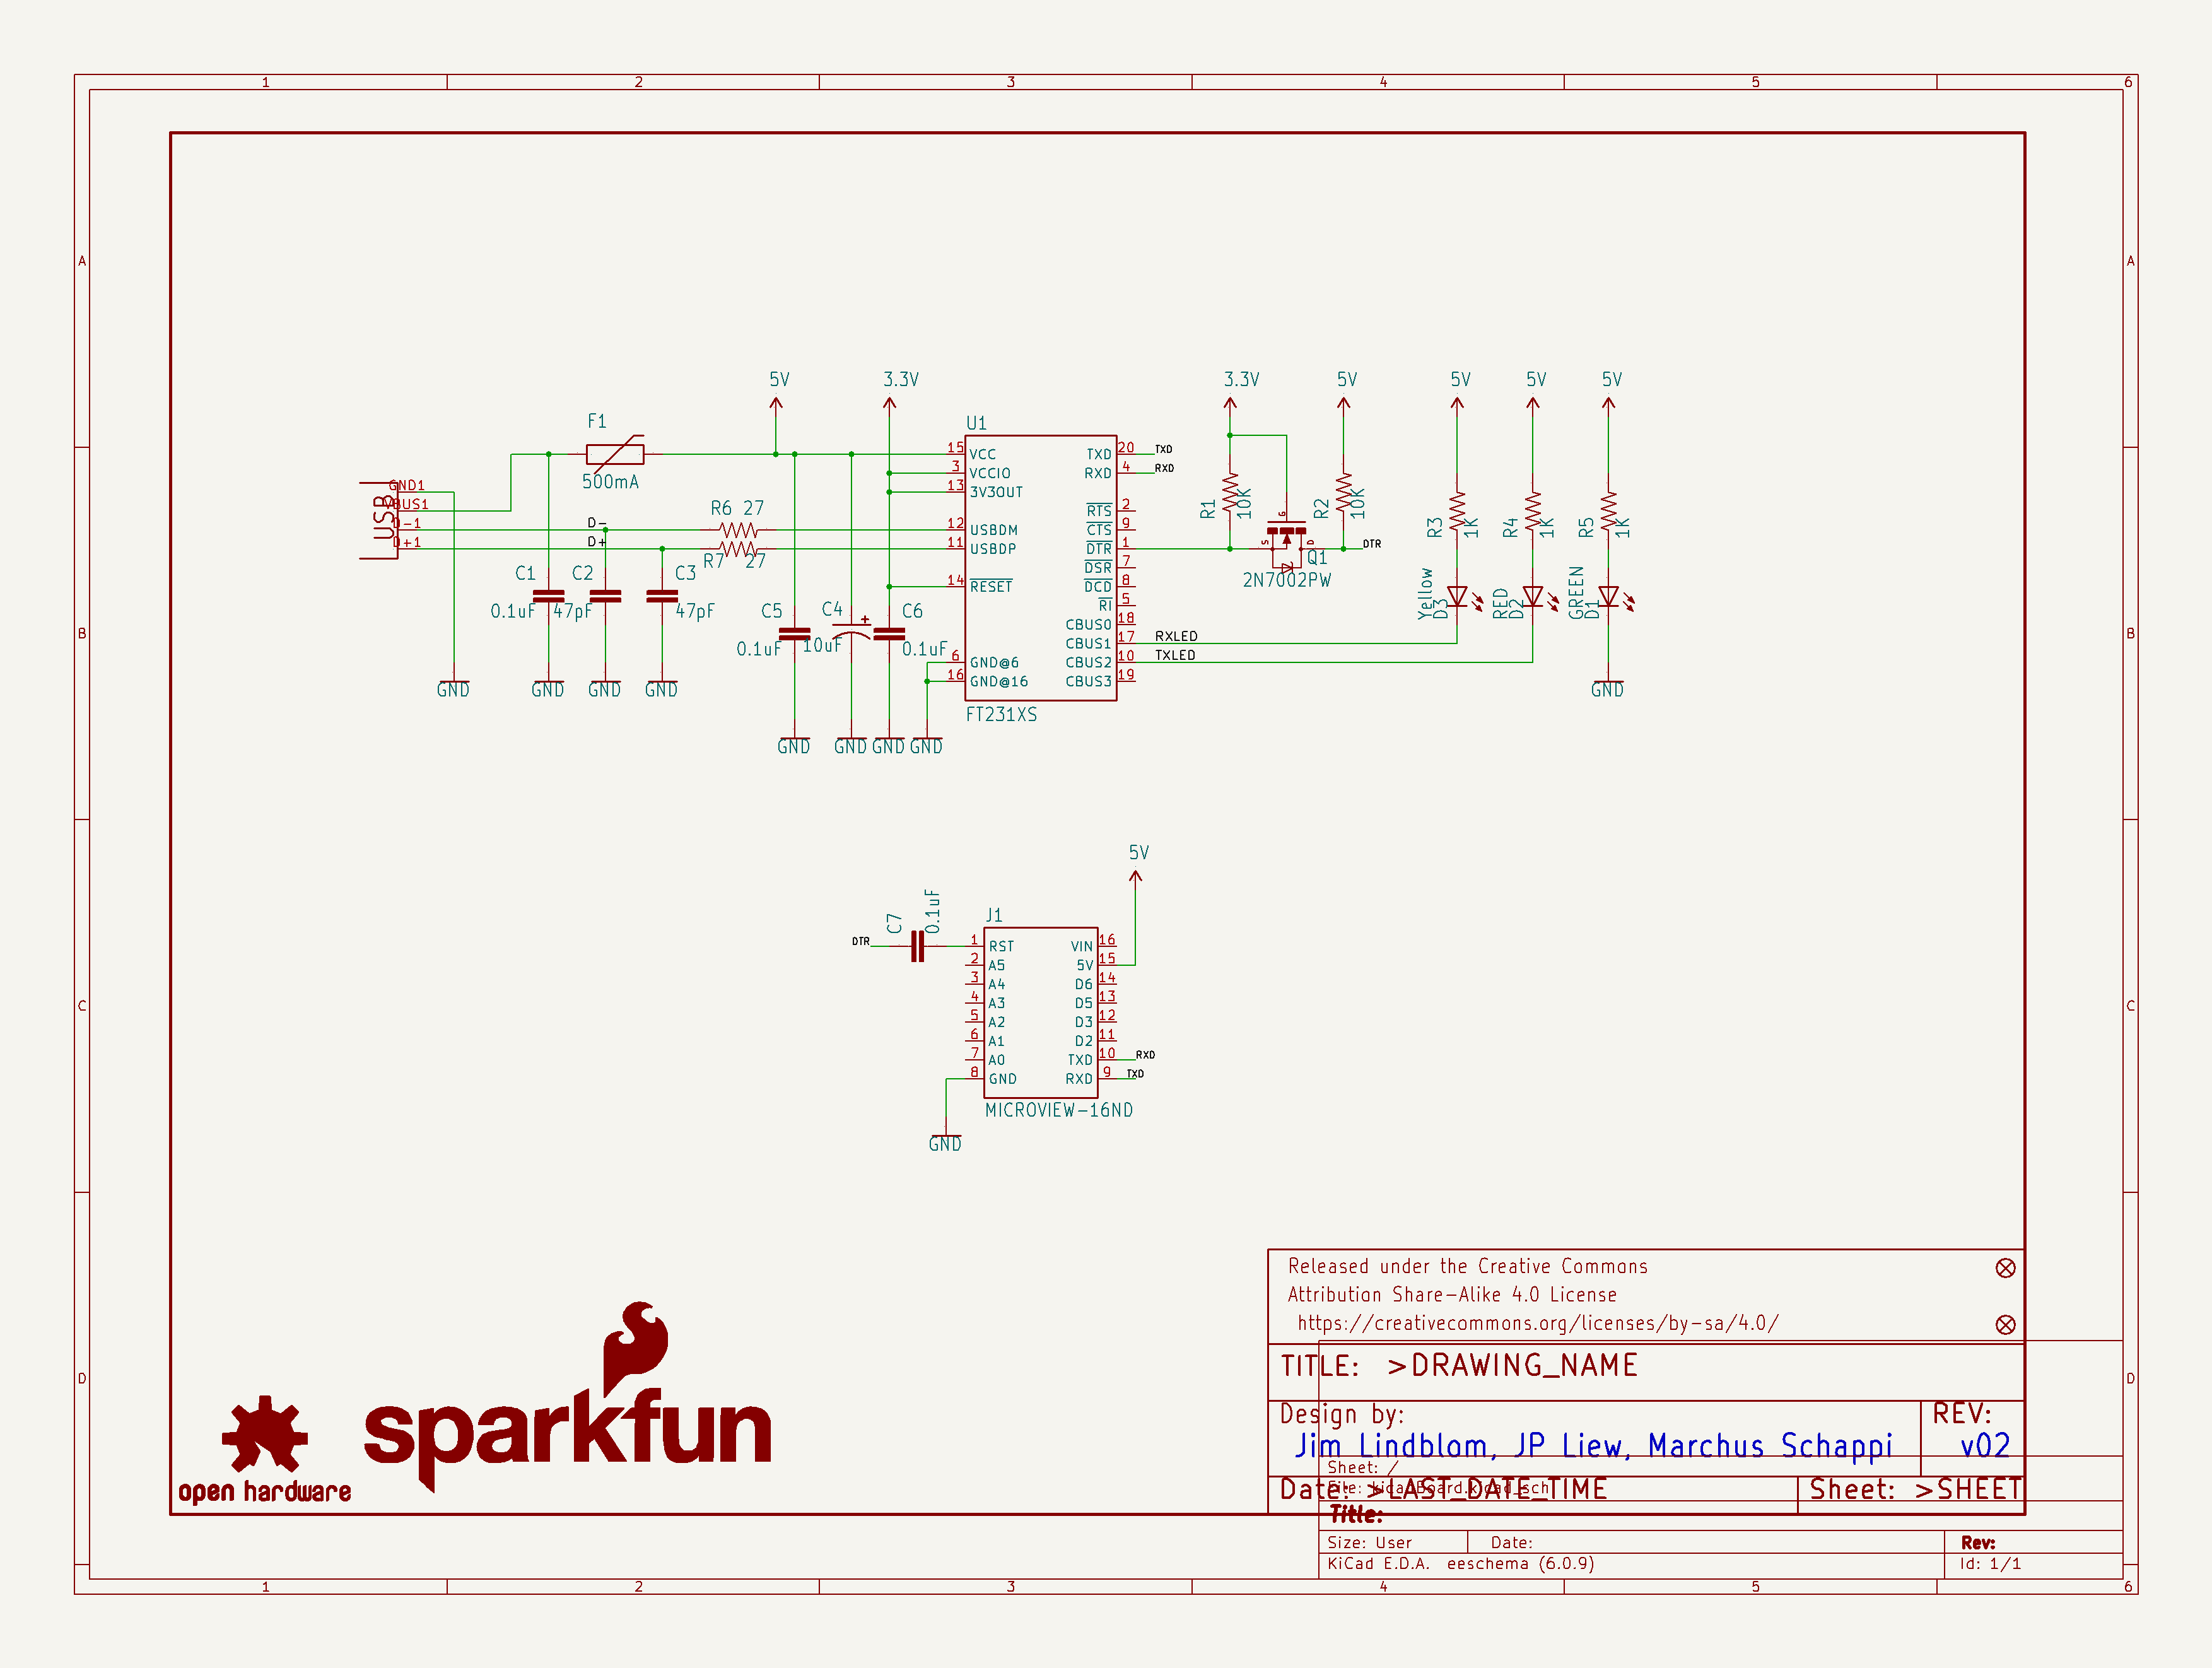 1 2 3 4 5 6
A A
B B
C C
D D
5V 3.3V 3.3V 5V 5V 5V 5V
F1
500mA
USB
GND1
VBUS1
D-1
D+1
D-
D+
R6 27
R7 27
C1
0.1uF
C2
47pF
C3
47pF
C5
0.1uF
C4
10uF
+
C6
0.1uF
GND GND GND GND
GND GND GND GND
U1
15 VCC
3 VCCIO
13 3V3OUT
12 USBDM
11 USBDP
14 RESET
6 GND@6
16 GND@16
TXD 20 TXD
RXD 4 RXD
RTS 2
CTS 9
DTR 1
DSR 7
DCD 8
RI 5
CBUS0 18
CBUS1 17 RXLED
CBUS2 10 TXLED
CBUS3 19
FT231XS
R1
10K
R2
10K
G
S
D
Q1
2N7002PW
DTR
R3
1K
R4
1K
R5
1K
Yellow
D3
RED
D2
GREEN
D1
GND
5V
DTR
C7
0.1uF
J1
1 RST
2 A5
3 A4
4 A3
5 A2
6 A1
7 A0
8 GND
VIN 16
5V 15
D6 14
D5 13
D3 12
D2 11
TXD 10 RXD
RXD 9 TXD
MICROVIEW-16ND
GND
open hardware
sparkfun
Released under the Creative Commons
Attribution Share-Alike 4.0 License
https://creativecommons.org/licenses/by-sa/4.0/
TITLE: >DRAWING_NAME
Design by:
Jim Lindblom, JP Liew, Marchus Schappi
REV:
v02
Date: >LAST_DATE_TIME
Sheet: >SHEET
Sheet: /
File: kicadBoard.kicad_sch
Title:
Size: User Date: Rev:
KiCad E.D.A. eeschema (6.0.9) Id: 1/1
1 2 3 4 5 6